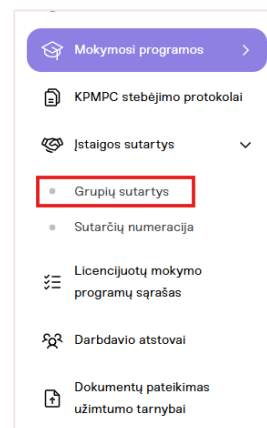 Mokymosi programos
KPMPC stebėjimo protokolai
Įstaigos sutartys
Grupių sutartys
Sutarčių numeracija
Licencijuotų mokymo
programų sąrašas
Darbdavio atstovai
Dokumentų pateikimas
užimtumo tarnybai